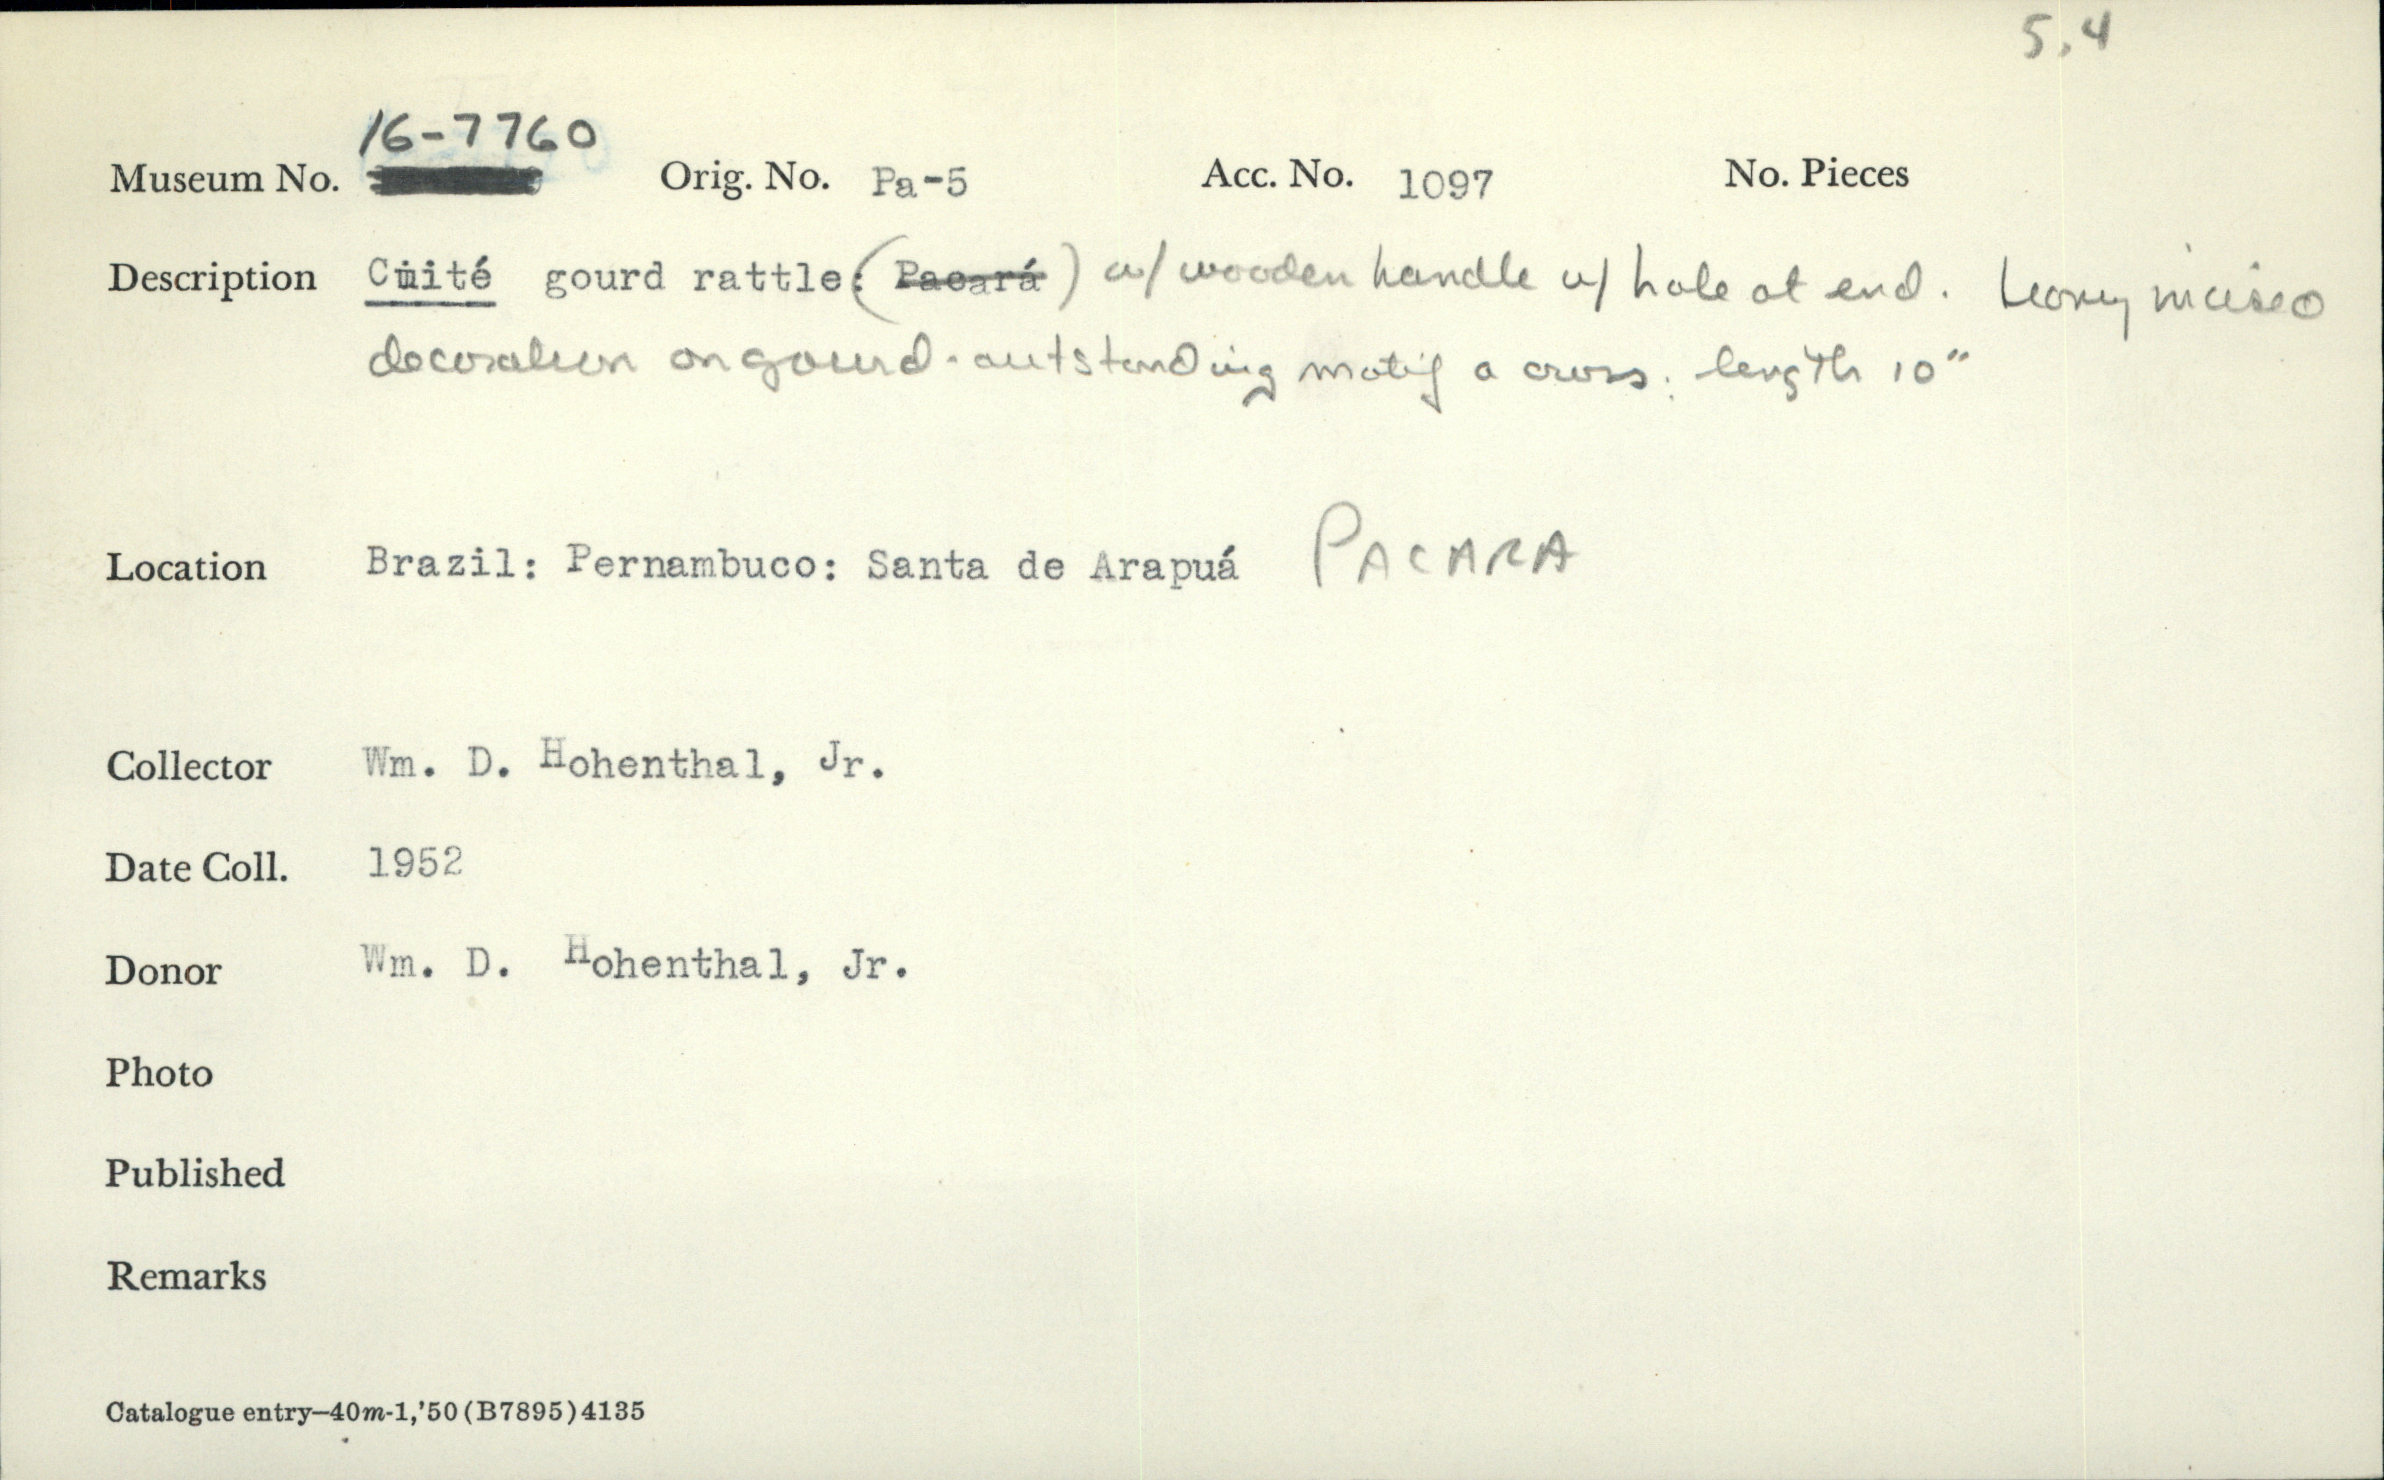 5.4
16-7760
Museum No. Orig. No. Pa-5 Acc. No. 1097 No. Pieces
Description Cuité gourd rattle: (Pacará) w/ wooden handle w/ hole at end. Heavy incised
decoration on gourd - outstanding motif a cross. length 10"
Location Brazil: Pernambuco: Santa de Arapuá PACARA
Collector Wm. D. Hohenthal, Jr.
Date Coll. 1952
Donor Wm. D. Hohenthal, Jr.
Photo
Published
Remarks
Catalogue entry—40m-1,'50 (B7895) 4135